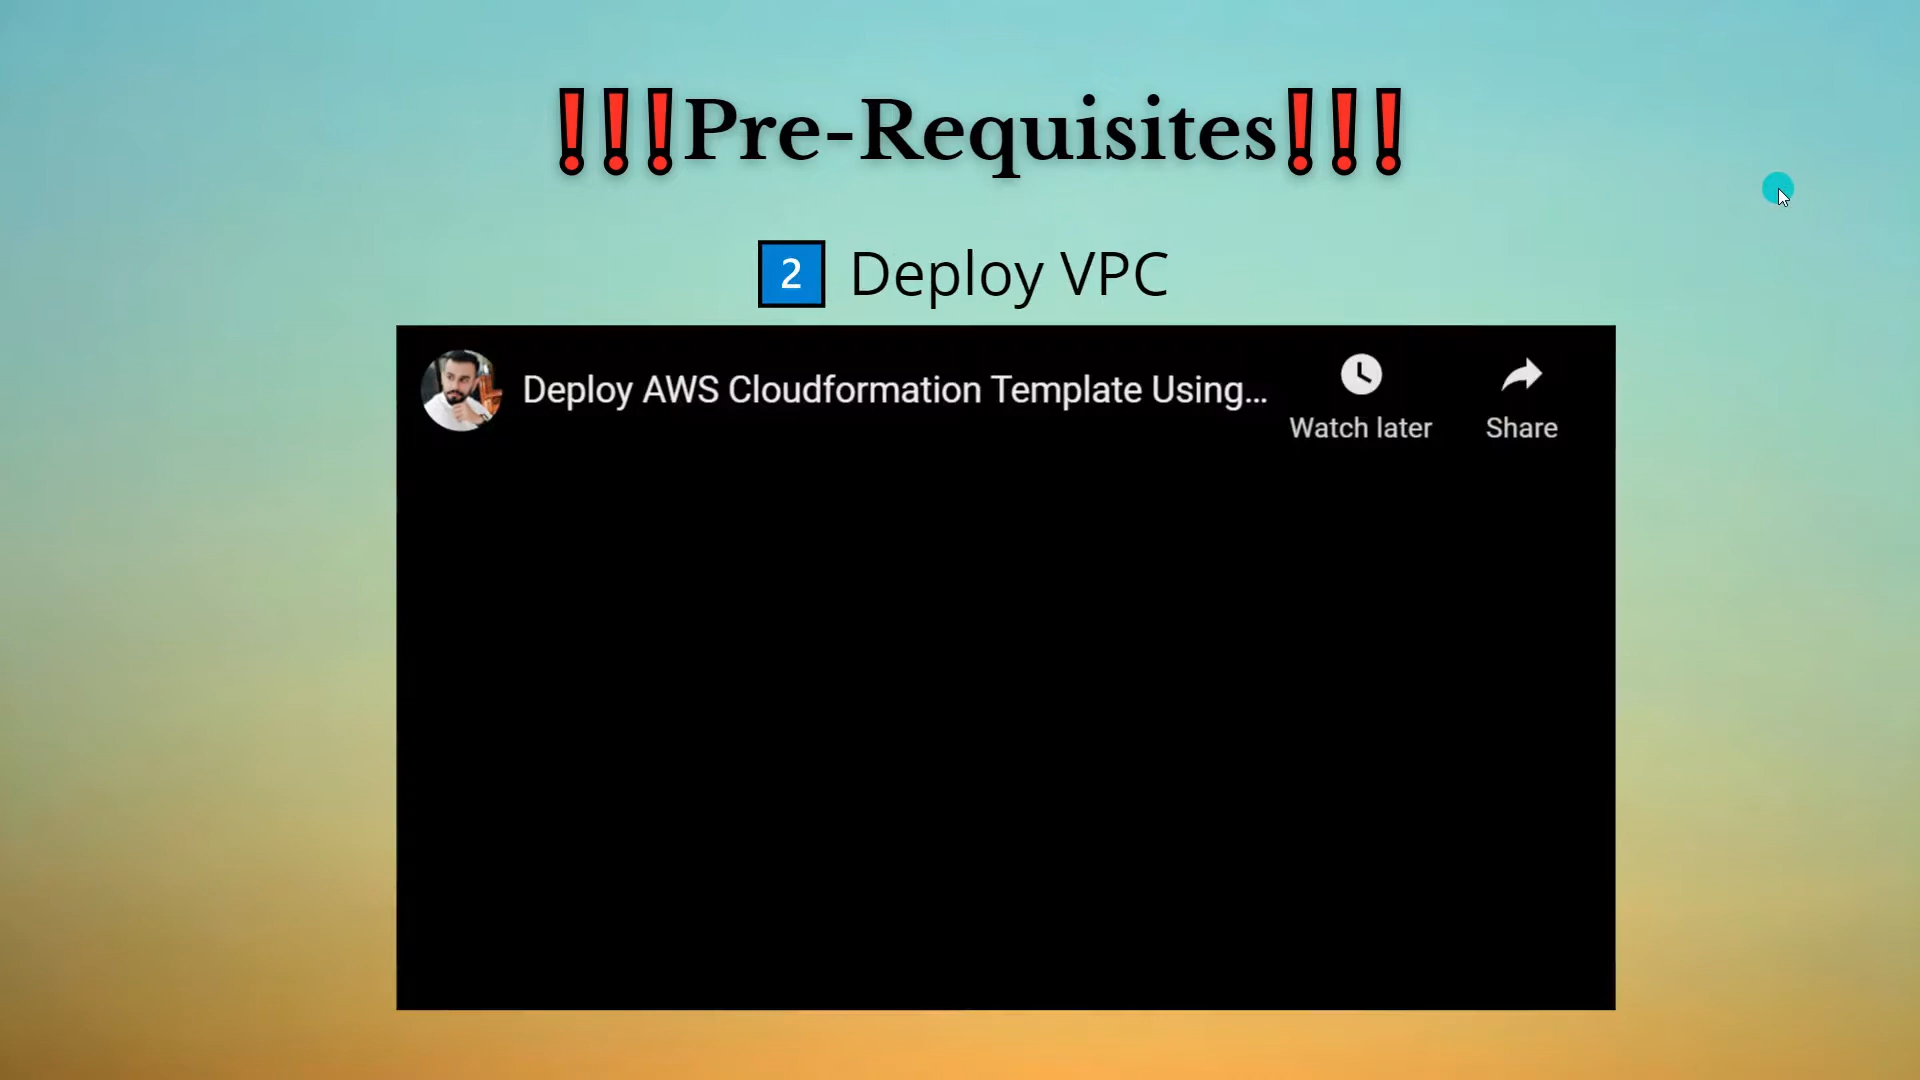 ‼️❗Pre-Requisites‼️❗
2 Deploy VPC
Deploy AWS Cloudformation Template Using...
Watch later
Share